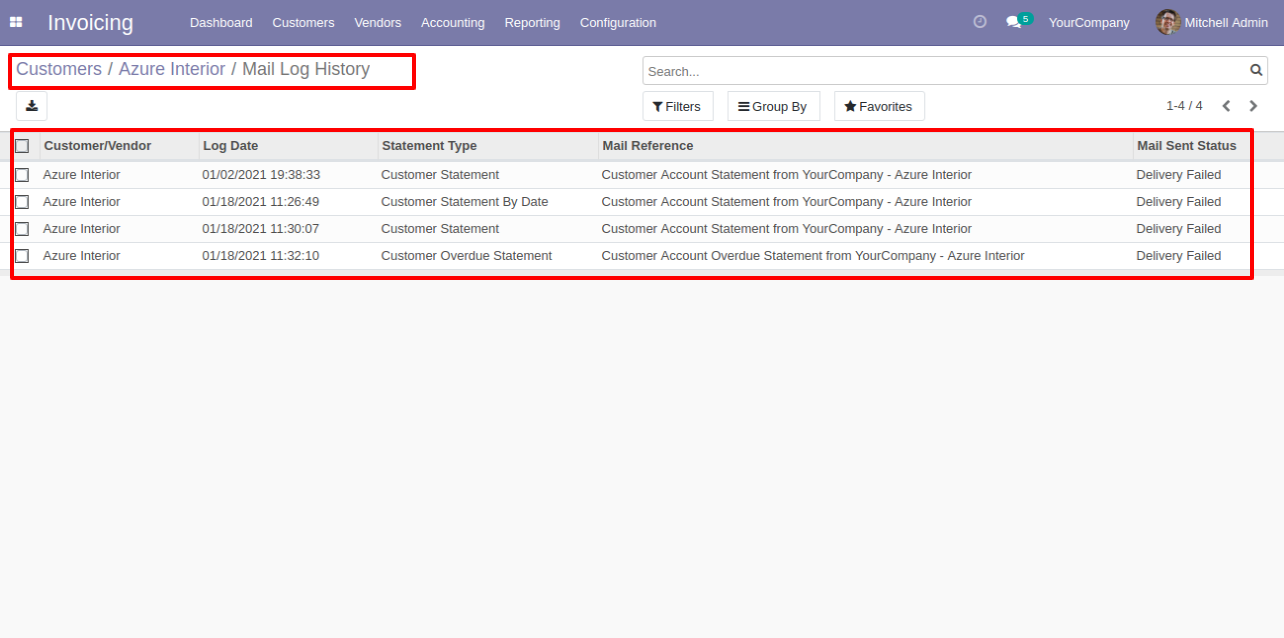 Invoicing Dashboard Customers Vendors Accounting Reporting Configuration 5 YourCompany Mitchell Admin
Customers / Azure Interior / Mail Log History
Search...
Filters Group By Favorites 1-4 / 4
Customer/Vendor Log Date Statement Type Mail Reference Mail Sent Status
Azure Interior 01/02/2021 19:38:33 Customer Statement Customer Account Statement from YourCompany - Azure Interior Delivery Failed
Azure Interior 01/18/2021 11:26:49 Customer Statement By Date Customer Account Statement from YourCompany - Azure Interior Delivery Failed
Azure Interior 01/18/2021 11:30:07 Customer Statement Customer Account Statement from YourCompany - Azure Interior Delivery Failed
Azure Interior 01/18/2021 11:32:10 Customer Overdue Statement Customer Account Overdue Statement from YourCompany - Azure Interior Delivery Failed